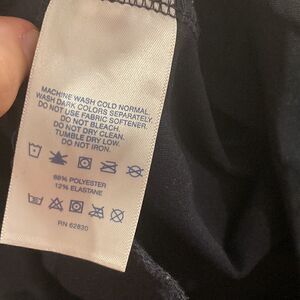 MACHINE WASH COLD NORMAL.
WASH DARK COLORS SEPARATELY.
DO NOT USE FABRIC SOFTENER.
DO NOT BLEACH.
DO NOT DRY CLEAN.
TUMBLE DRY LOW.
DO NOT IRON.
88% POLYESTER
12% ELASTANE
RN 62830